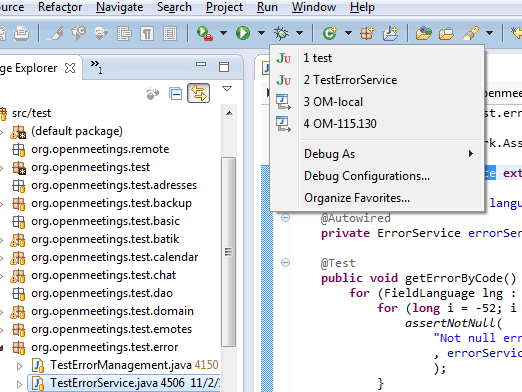 Refactor Navigate Search Project Run Window Help
ge Explorer
1
src/test
(default package)
org.openmeetings.remote
org.openmeetings.test
org.openmeetings.test.adresses
org.openmeetings.test.backup
org.openmeetings.test.basic
org.openmeetings.test.batik
org.openmeetings.test.calendar
org.openmeetings.test.chat
org.openmeetings.test.dao
org.openmeetings.test.domain
org.openmeetings.test.emotes
org.openmeetings.test.error
TestErrorManagement.java 4150
TestErrorService.java 4506 11/2/
Ju 1 test
Ju 2 TestErrorService
3 OM-local
4 OM-115.130
Debug As
Debug Configurations...
Organize Favorites...
penmee
st.err
rk.Ass
ce ext
langu
@Autowired
private ErrorService errorSer
@Test
public void getErrorByCode()
for (FieldLanguage lng :
for (long i = -52; i
assertNotNull(
"Not null err
, errorServic
);
}